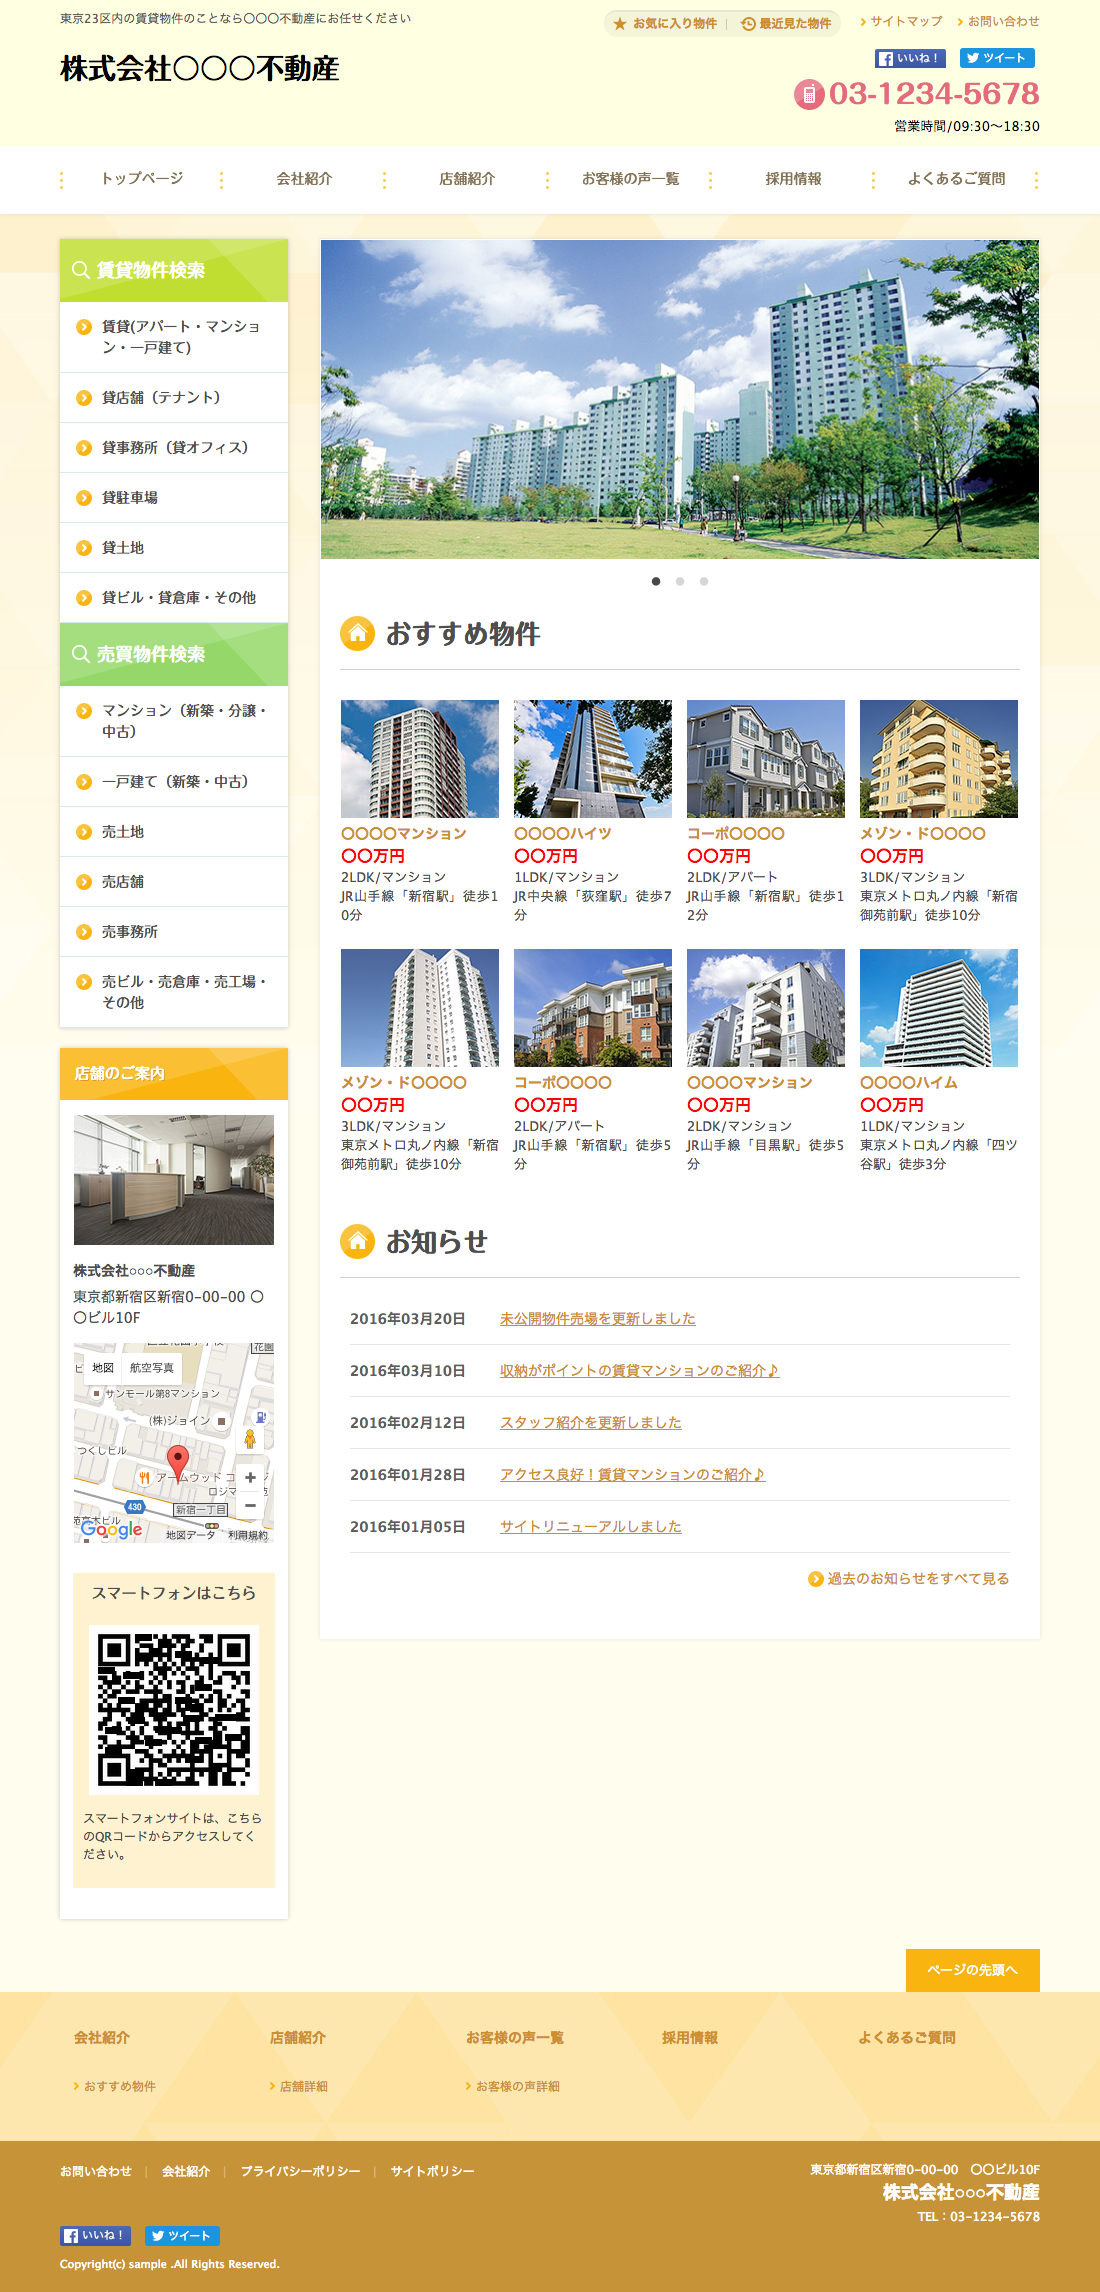 東京23区内の賃貸物件のことなら〇〇〇不動産にお任せください
お気に入り物件
最近見た物件
サイトマップ
お問い合わせ
株式会社〇〇〇不動産
いいね！
ツイート
03-1234-5678
営業時間/09:30〜18:30
トップページ
会社紹介
店舗紹介
お客様の声一覧
採用情報
よくあるご質問
賃貸物件検索
賃貸(アパート・マンショ
ン・一戸建て)
貸店舗（テナント）
貸事務所（貸オフィス）
貸駐車場
貸土地
貸ビル・貸倉庫・その他
売買物件検索
マンション（新築・分譲・
中古）
一戸建て（新築・中古）
売土地
売店舗
売事務所
売ビル・売倉庫・売工場・
その他
店舗のご案内
株式会社○○○不動産
東京都新宿区新宿0-00-00 〇
〇ビル10F
花園
ビ
地図
航空写真
サンモール第8マンション
(株)ジョイン
つくしビル
アームウッド コ
ロジマ
430
新宿一丁目
Google
地図データ
利用規約
スマートフォンはこちら
スマートフォンサイトは、こちら
のQRコードからアクセスしてく
ださい。
おすすめ物件
〇〇〇〇マンション
〇〇万円
2LDK/マンション
JR山手線「新宿駅」徒歩1
0分
〇〇〇〇ハイツ
〇〇万円
1LDK/マンション
JR中央線「荻窪駅」徒歩7
分
コーポ〇〇〇〇
〇〇万円
2LDK/アパート
JR山手線「新宿駅」徒歩1
2分
メゾン・ド〇〇〇〇
〇〇万円
3LDK/マンション
東京メトロ丸ノ内線「新宿
御苑前駅」徒歩10分
メゾン・ド〇〇〇〇
〇〇万円
3LDK/マンション
東京メトロ丸ノ内線「新宿
御苑前駅」徒歩10分
コーポ〇〇〇〇
〇〇万円
2LDK/アパート
JR山手線「新宿駅」徒歩5
分
〇〇〇〇マンション
〇〇万円
2LDK/マンション
JR山手線「目黒駅」徒歩5
分
〇〇〇〇ハイム
〇〇万円
1LDK/マンション
東京メトロ丸ノ内線「四ツ
谷駅」徒歩3分
お知らせ
2016年03月20日 未公開物件売場を更新しました
2016年03月10日 収納がポイントの賃貸マンションのご紹介♪
2016年02月12日 スタッフ紹介を更新しました
2016年01月28日 アクセス良好！賃貸マンションのご紹介♪
2016年01月05日 サイトリニューアルしました
過去のお知らせをすべて見る
ページの先頭へ
会社紹介
おすすめ物件
店舗紹介
店舗詳細
お客様の声一覧
お客様の声詳細
採用情報
よくあるご質問
お問い合わせ | 会社紹介 | プライバシーポリシー | サイトポリシー
東京都新宿区新宿0-00-00 〇〇ビル10F
株式会社○○○不動産
TEL：03-1234-5678
いいね！
ツイート
Copyright(c) sample .All Rights Reserved.